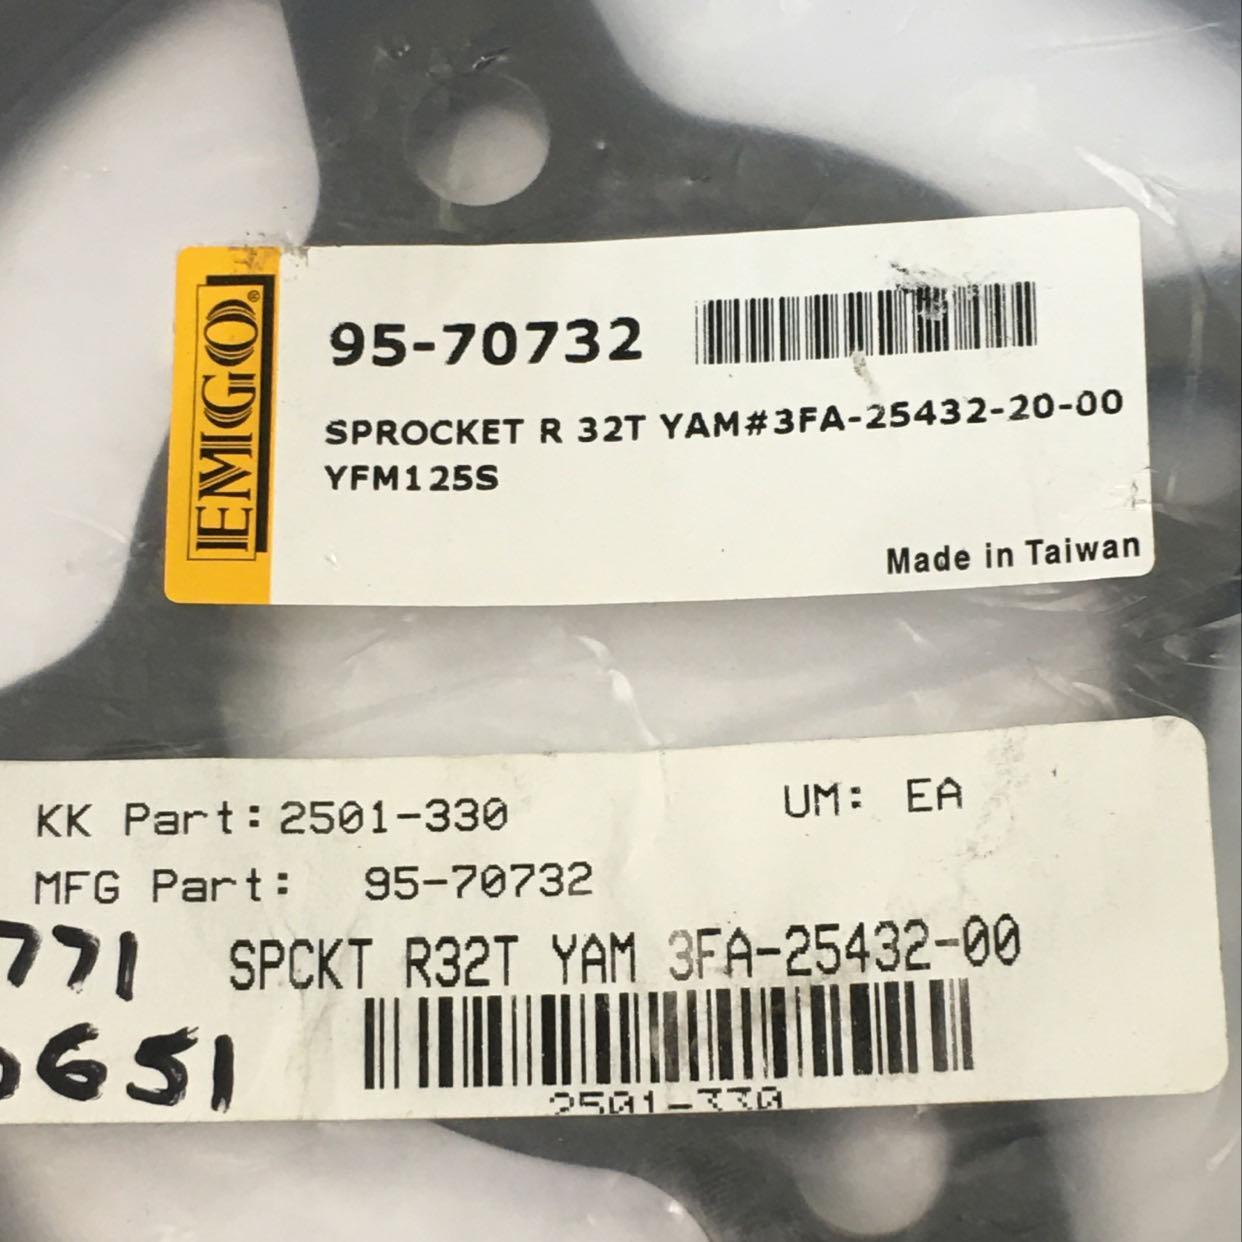 EMGO®
95-70732
SPROCKET R 32T YAM#3FA-25432-20-00
YFM125S
Made in Taiwan
KK Part: 2501-330 UM: EA
MFG Part: 95-70732
771 SPCKT R32T YAM 3FA-25432-00
651
2501-330